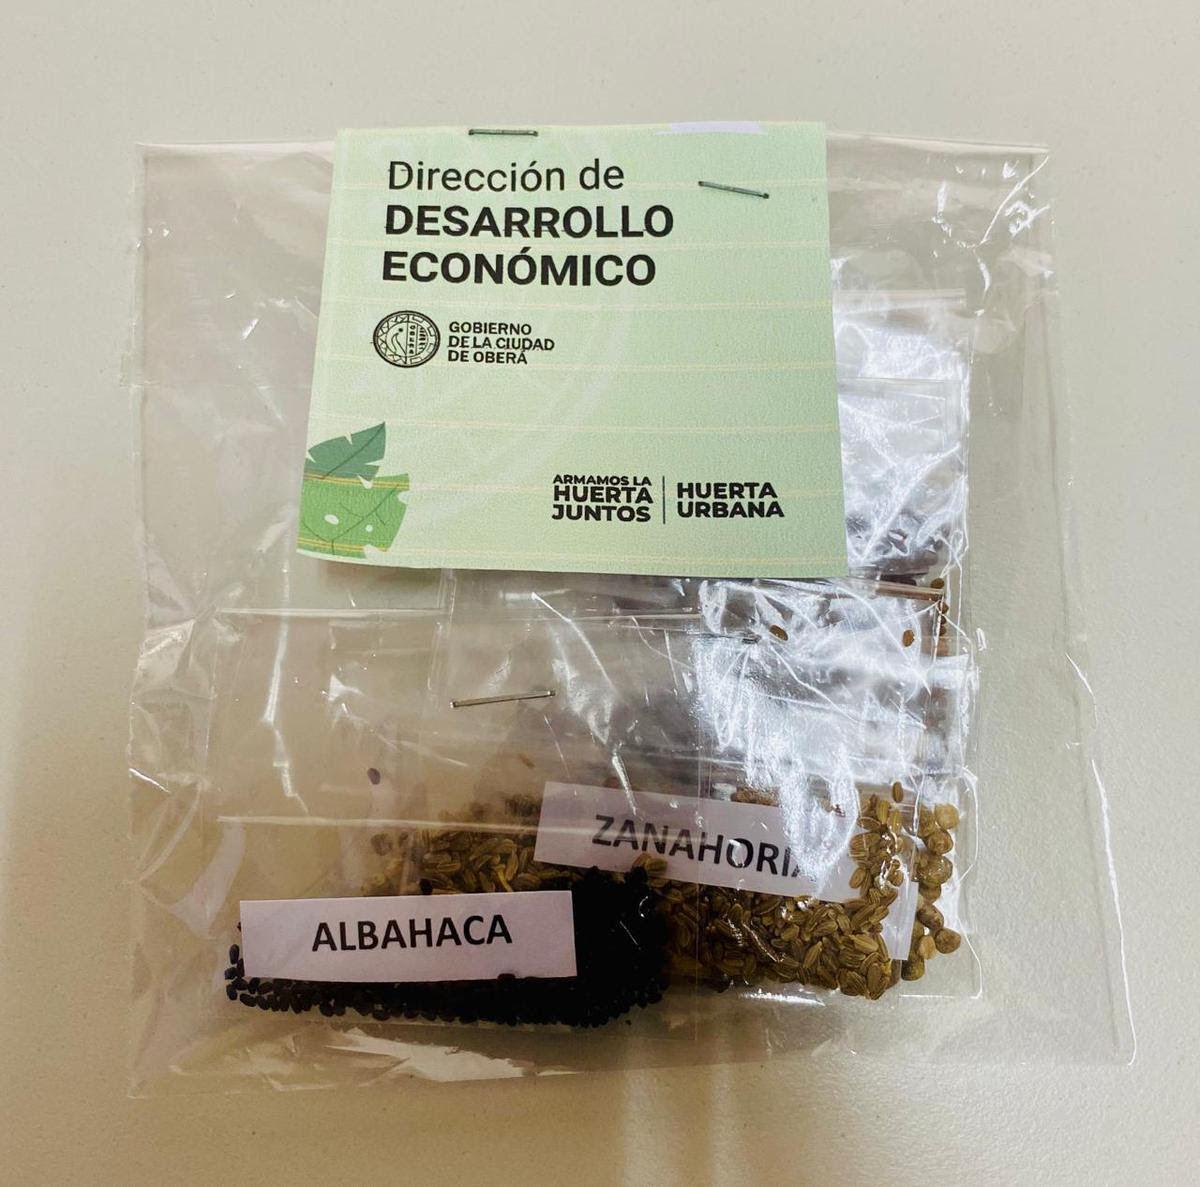 Dirección de
DESARROLLO
ECONÓMICO
GOBIERNO
DE LA CIUDAD
DE OBERÁ
ARMAMOS LA
HUERTA
JUNTOS
HUERTA
URBANA
ZANAHORIA
ALBAHACA